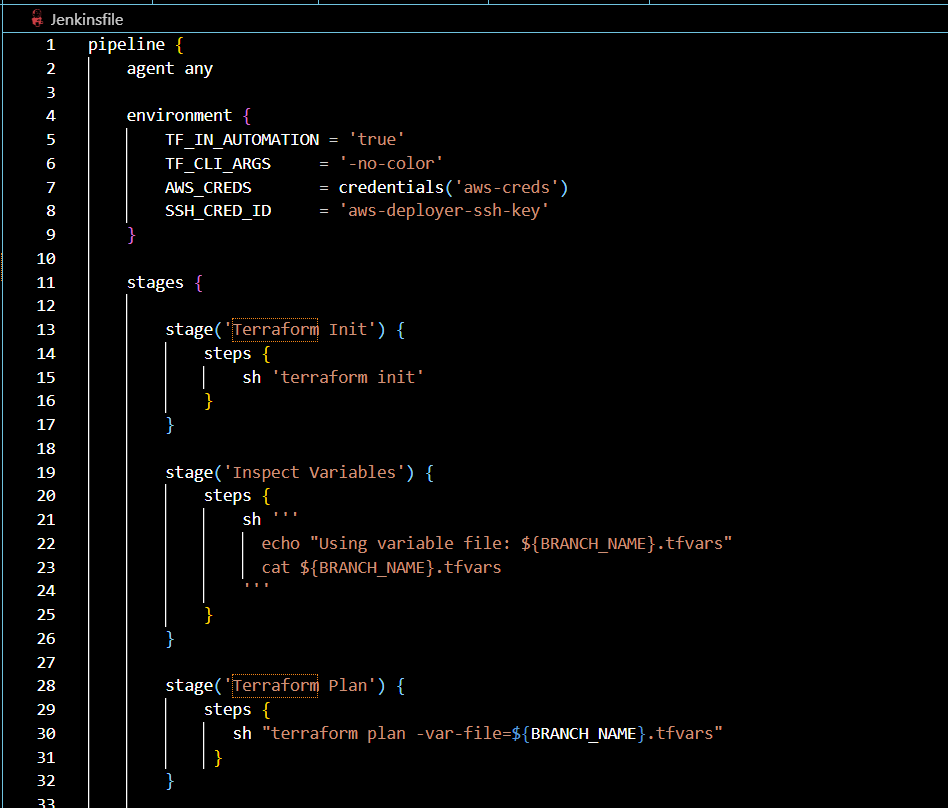 Jenkinsfile
1 pipeline {
2 agent any
3
4 environment {
5 TF_IN_AUTOMATION = 'true'
6 TF_CLI_ARGS = '-no-color'
7 AWS_CREDS = credentials('aws-creds')
8 SSH_CRED_ID = 'aws-deployer-ssh-key'
9 }
10
11 stages {
12
13 stage('Terraform Init') {
14 steps {
15 sh 'terraform init'
16 }
17 }
18
19 stage('Inspect Variables') {
20 steps {
21 sh '''
22 echo "Using variable file: ${BRANCH_NAME}.tfvars"
23 cat ${BRANCH_NAME}.tfvars
24 '''
25 }
26 }
27
28 stage('Terraform Plan') {
29 steps {
30 sh "terraform plan -var-file=${BRANCH_NAME}.tfvars"
31 }
32 }
33